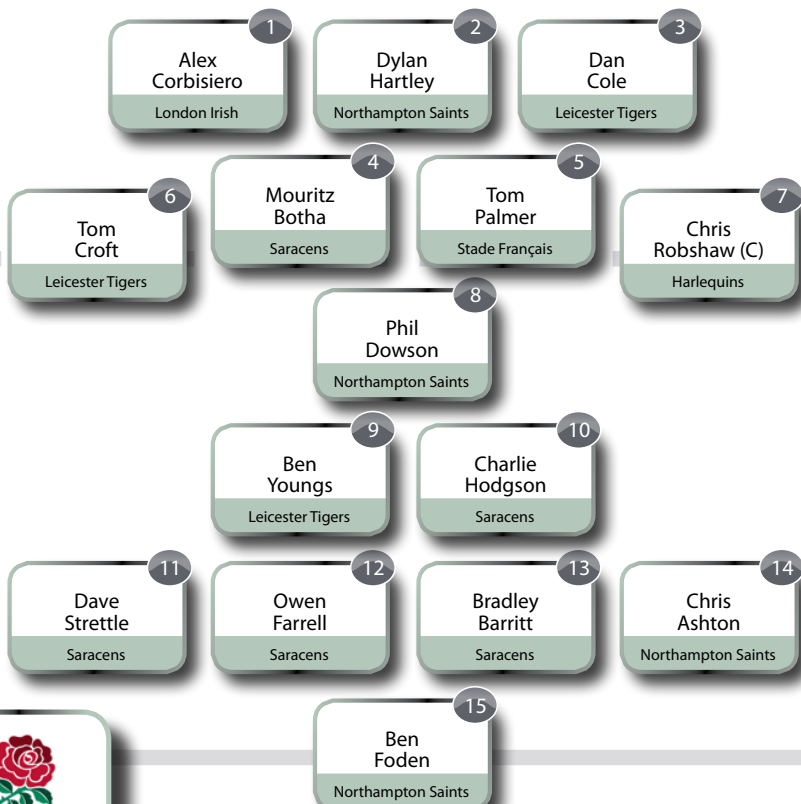 1
Alex
Corbisiero
London Irish
2
Dylan
Hartley
Northampton Saints
3
Dan
Cole
Leicester Tigers
4
Mouritz
Botha
Saracens
5
Tom
Palmer
Stade Français
6
Tom
Croft
Leicester Tigers
7
Chris
Robshaw (C)
Harlequins
8
Phil
Dowson
Northampton Saints
9
Ben
Youngs
Leicester Tigers
10
Charlie
Hodgson
Saracens
11
Dave
Strettle
Saracens
12
Owen
Farrell
Saracens
13
Bradley
Barritt
Saracens
14
Chris
Ashton
Northampton Saints
15
Ben
Foden
Northampton Saints